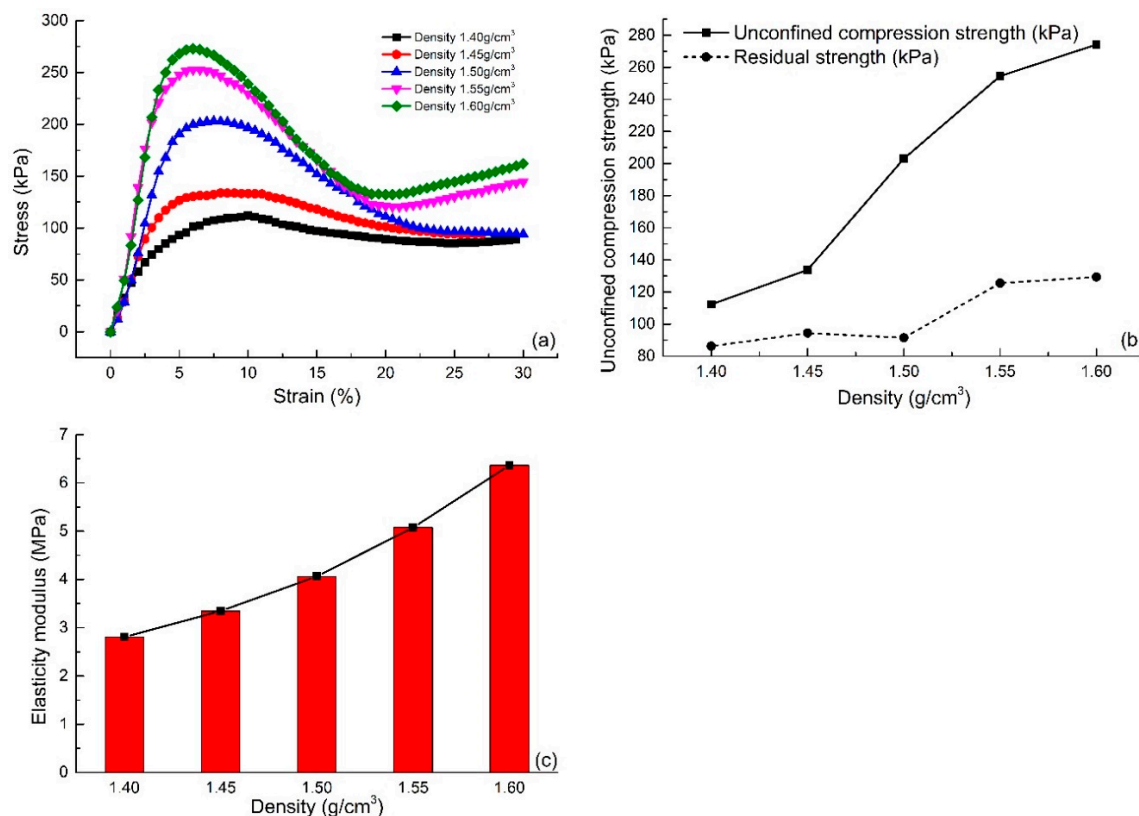 300
250
200
150
100
50
0
Stress (kPa)
Density 1.40g/cm³
Density 1.45g/cm³
Density 1.50g/cm³
Density 1.55g/cm³
Density 1.60g/cm³
(a)
0 5 10 15 20 25 30
Strain (%)
Unconfined compression strength (kPa)
280
260
240
220
200
180
160
140
120
100
80
Unconfined compression strength (kPa)
Residual strength (kPa)
(b)
1.40 1.45 1.50 1.55 1.60
Density (g/cm³)
7
6
5
4
3
2
1
0
Elasticity modulus (MPa)
(c)
1.40 1.45 1.50 1.55 1.60
Density (g/cm³)